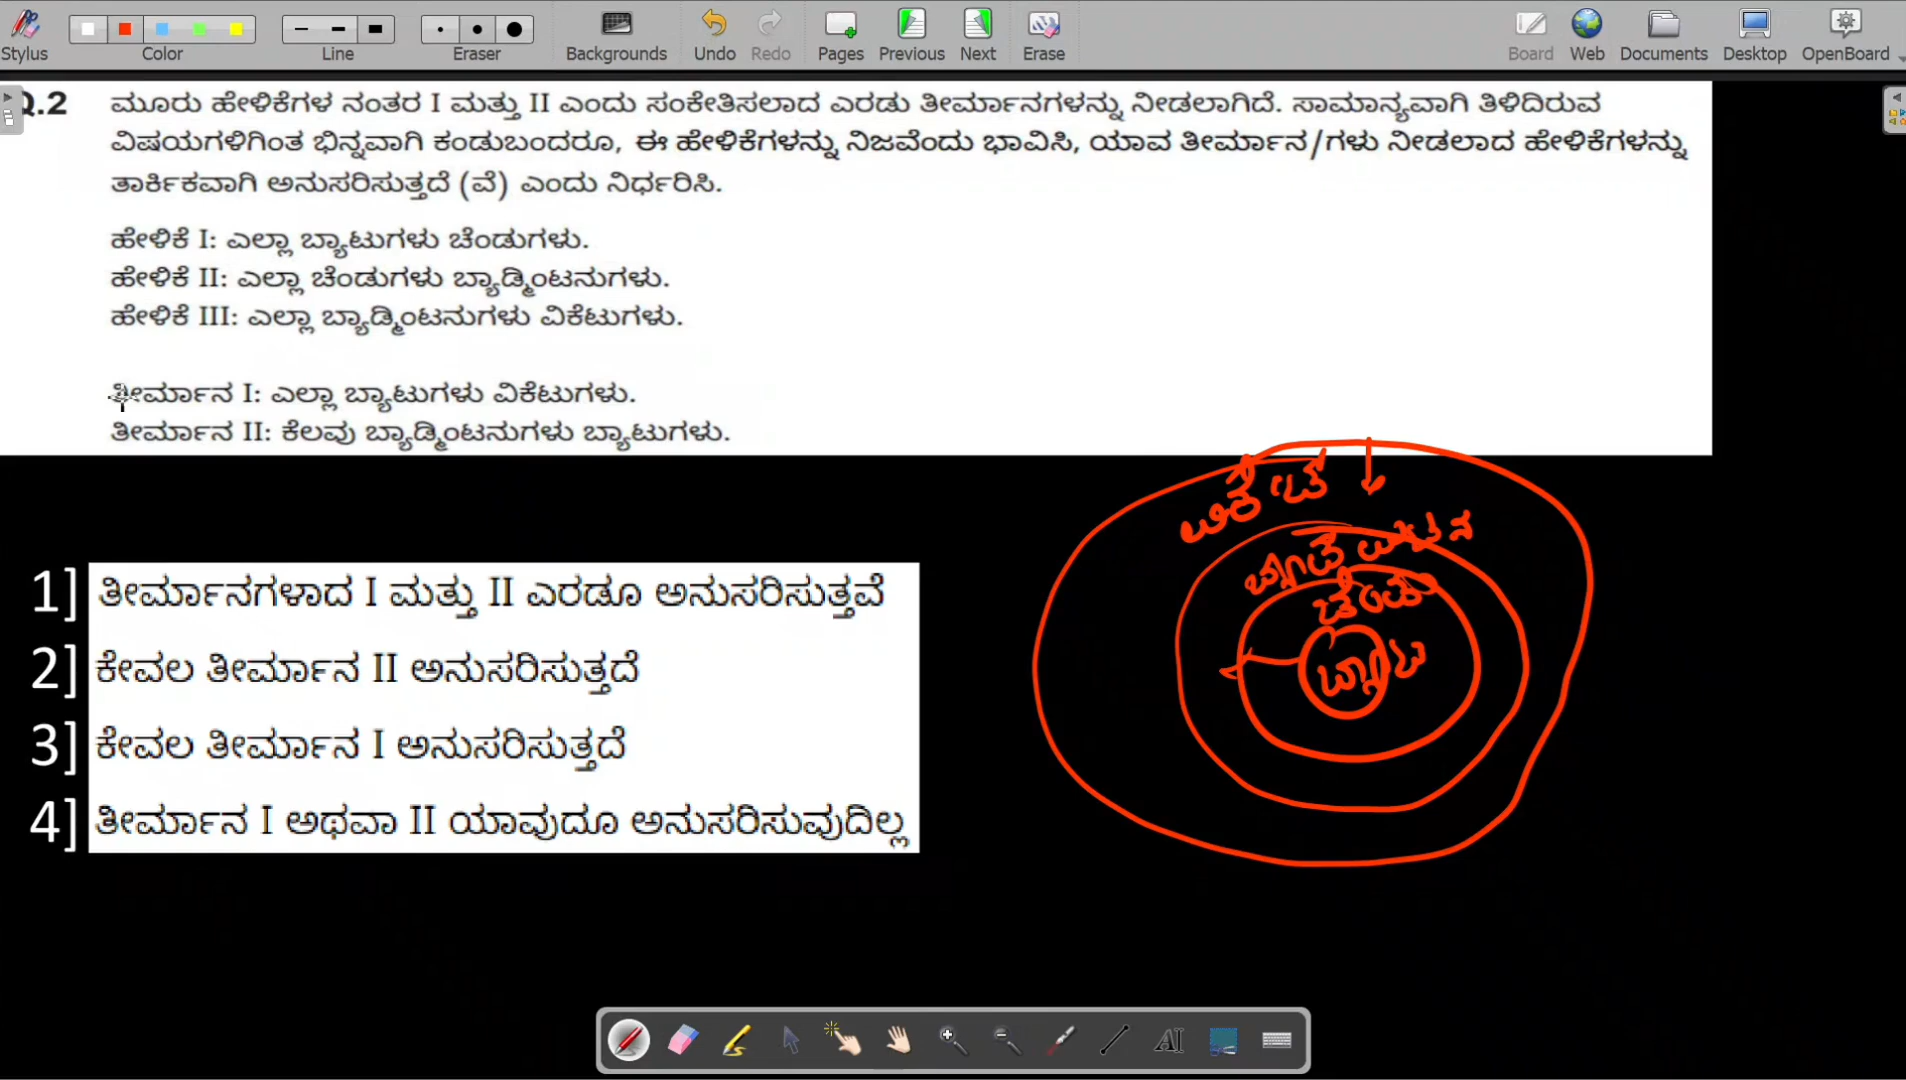 Stylus Color Line Eraser Backgrounds Undo Redo Pages Previous Next Erase Board Web Documents Desktop OpenBoard
Q.2 ಮೂರು ಹೇಳಿಕೆಗಳ ನಂತರ I ಮತ್ತು II ಎಂದು ಸಂಕೇತಿಸಲಾದ ಎರಡು ತೀರ್ಮಾನಗಳನ್ನು ನೀಡಲಾಗಿದೆ. ಸಾಮಾನ್ಯವಾಗಿ ತಿಳಿದಿರುವ
ವಿಷಯಗಳಿಗಿಂತ ಭಿನ್ನವಾಗಿ ಕಂಡುಬಂದರೂ, ಈ ಹೇಳಿಕೆಗಳನ್ನು ನಿಜವೆಂದು ಭಾವಿಸಿ, ಯಾವ ತೀರ್ಮಾನ/ಗಳು ನೀಡಲಾದ ಹೇಳಿಕೆಗಳನ್ನು
ತಾರ್ಕಿಕವಾಗಿ ಅನುಸರಿಸುತ್ತದೆ (ವೆ) ಎಂದು ನಿರ್ಧರಿಸಿ.
ಹೇಳಿಕೆ I: ಎಲ್ಲಾ ಬ್ಯಾಟುಗಳು ಚೆಂಡುಗಳು.
ಹೇಳಿಕೆ II: ಎಲ್ಲಾ ಚೆಂಡುಗಳು ಬ್ಯಾಡ್ಮಿಂಟನುಗಳು.
ಹೇಳಿಕೆ III: ಎಲ್ಲಾ ಬ್ಯಾಡ್ಮಿಂಟನುಗಳು ವಿಕೆಟುಗಳು.
ತೀರ್ಮಾನ I: ಎಲ್ಲಾ ಬ್ಯಾಟುಗಳು ವಿಕೆಟುಗಳು.
ತೀರ್ಮಾನ II: ಕೆಲವು ಬ್ಯಾಡ್ಮಿಂಟನುಗಳು ಬ್ಯಾಟುಗಳು.
1] ತೀರ್ಮಾನಗಳಾದ I ಮತ್ತು II ಎರಡೂ ಅನುಸರಿಸುತ್ತವೆ
2] ಕೇವಲ ತೀರ್ಮಾನ II ಅನುಸರಿಸುತ್ತದೆ
3] ಕೇವಲ ತೀರ್ಮಾನ I ಅನುಸರಿಸುತ್ತದೆ
4] ತೀರ್ಮಾನ I ಅಥವಾ II ಯಾವುದೂ ಅನುಸರಿಸುವುದಿಲ್ಲ
ಬ್ಯಾಟ